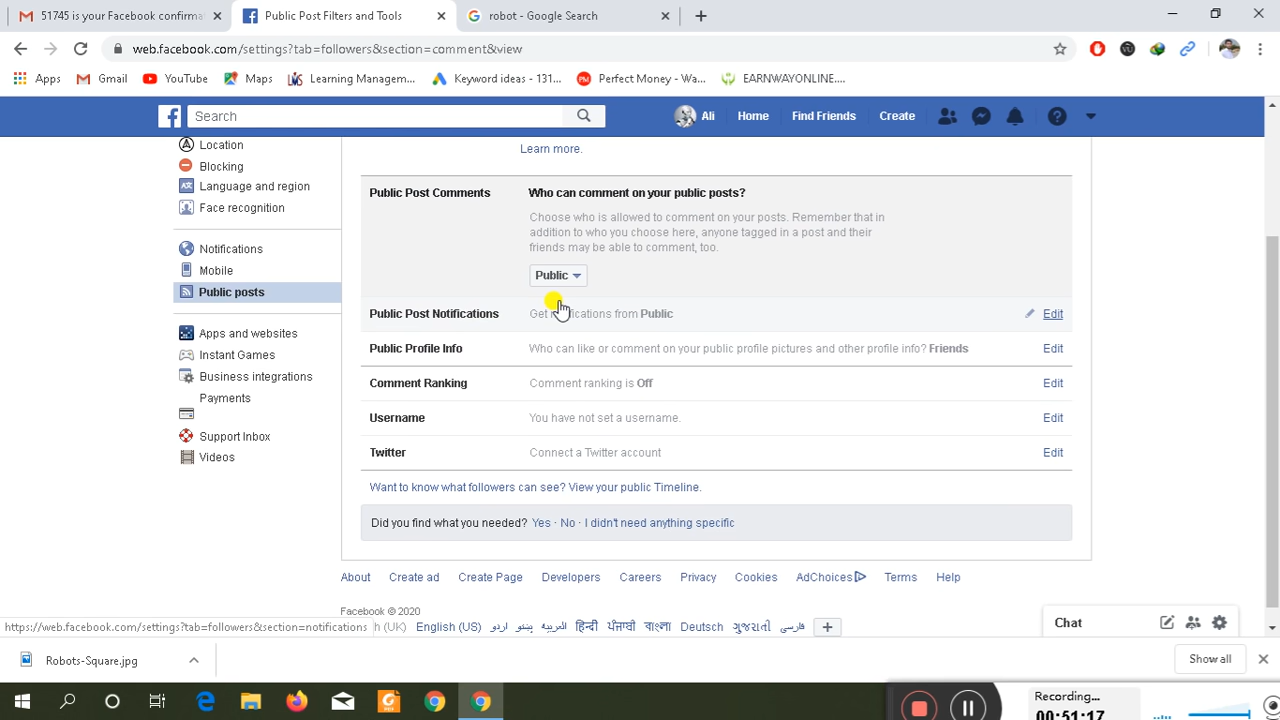 51745 is your Facebook confirma
Public Post Filters and Tools
robot - Google Search
web.facebook.com/settings?tab=followers&section=comment&view
Apps
Gmail
YouTube
Maps
Learning Managem...
Keyword ideas - 131...
Perfect Money - Wa...
EARNWAYONLINE....
Search
Ali
Home
Find Friends
Create
Location
Blocking
Language and region
Face recognition
Notifications
Mobile
Public posts
Apps and websites
Instant Games
Business integrations
Payments
Support Inbox
Videos
Learn more.
Public Post Comments
Who can comment on your public posts?
Choose who is allowed to comment on your posts. Remember that in
addition to who you choose here, anyone tagged in a post and their
friends may be able to comment, too.
Public
Public Post Notifications
Get notifications from Public
Edit
Public Profile Info
Who can like or comment on your public profile pictures and other profile info? Friends
Edit
Comment Ranking
Comment ranking is Off
Edit
Username
You have not set a username.
Edit
Twitter
Connect a Twitter account
Edit
Want to know what followers can see? View your public Timeline.
Did you find what you needed? Yes · No · I didn't need anything specific
About Create ad Create Page Developers Careers Privacy Cookies AdChoices Terms Help
Facebook © 2020
https://web.facebook.com/settings?tab=followers&section=notifications
h (UK) English (US) اردو پښتو العربية हिन्दी ਪੰਜਾਬੀ বাংলা Deutsch ગુજરાતી فارسی
Chat
Robots-Square.jpg
Show all
Recording...
00:51:17